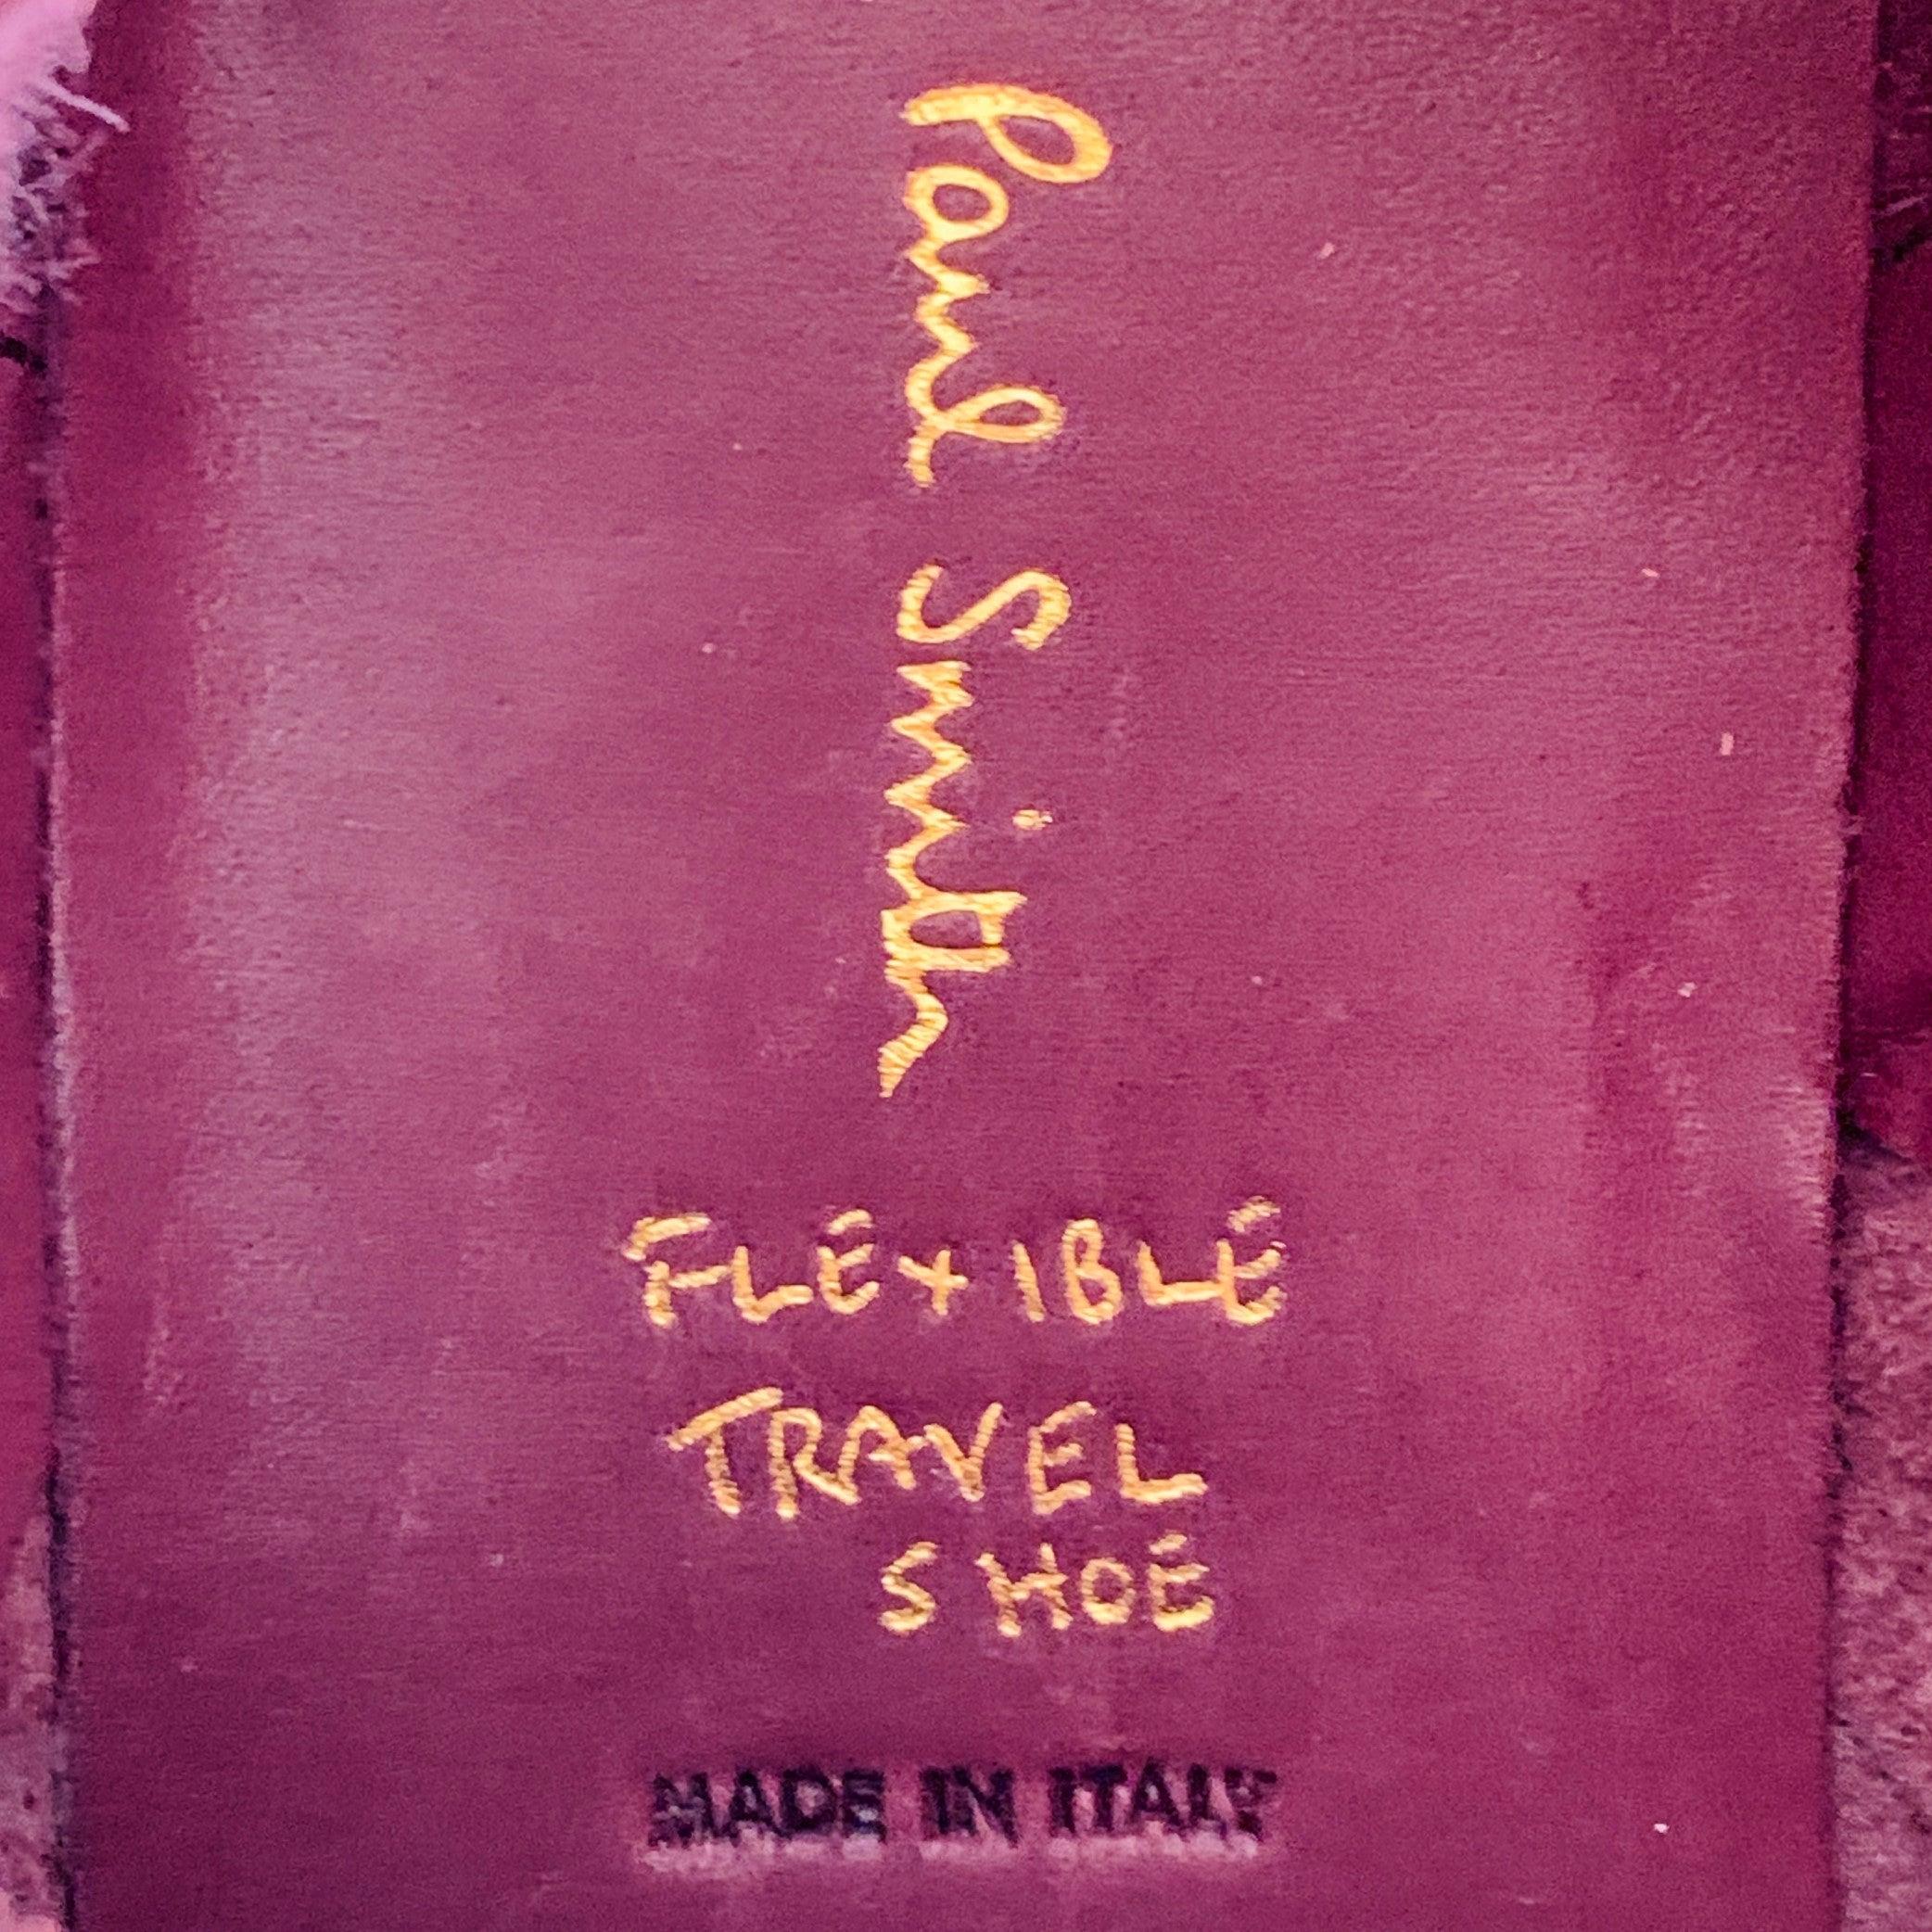 Paul Smith
FLEXIBLE
TRAVEL
SHOE
MADE IN ITALY